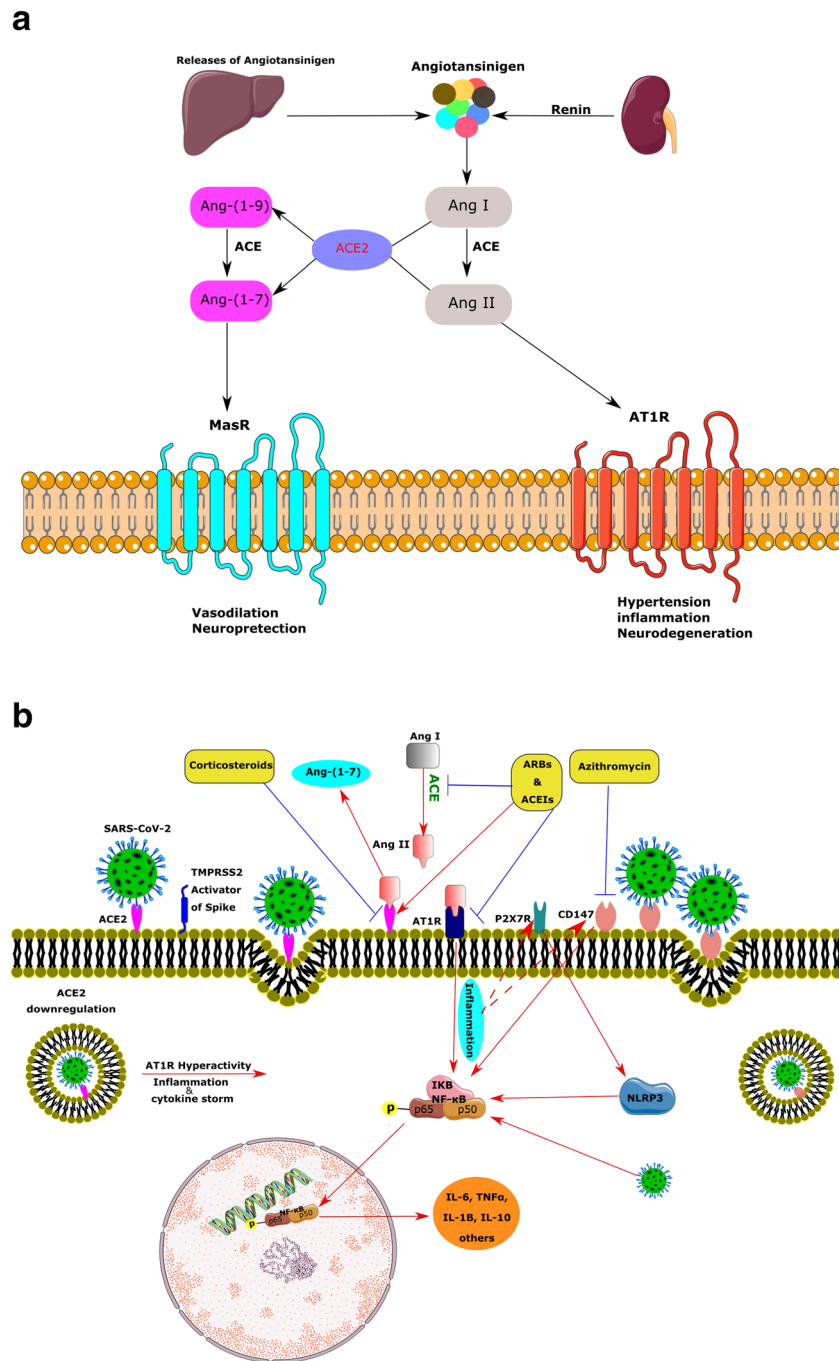 a
Releases of Angiotansinigen
Angiotansinigen
Renin
Ang-(1-9)
Ang I
ACE
ACE2
ACE
Ang-(1-7)
Ang II
MasR
AT1R
Vasodilation
Neuropretection
Hypertension
inflammation
Neurodegeneration
b
Ang I
Corticosteroids
Ang-(1-7)
ACE
ARBs
&
ACEIs
Azithromycin
SARS-CoV-2
Ang II
TMPRSS2
Activator
of Spike
ACE2
AT1R
P2X7R
CD147
ACE2
downregulation
Inflammation
AT1R Hyperactivity
Inflammation
&
cytokine storm
IKB
NF-κB
P
p65
p50
NLRP3
NF-κB
P
p65
p50
IL-6, TNFα,
IL-1B, IL-10
others